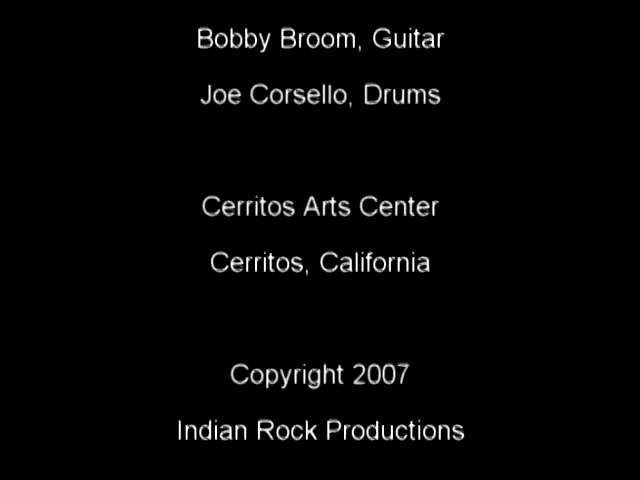 Bobby Broom, Guitar
Joe Corsello, Drums
Cerritos Arts Center
Cerritos, California
Copyright 2007
Indian Rock Productions